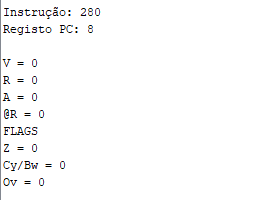 Instrução: 280
Registo PC: 8
V = 0
R = 0
A = 0
@R = 0
FLAGS
Z = 0
Cy/Bw = 0
Ov = 0